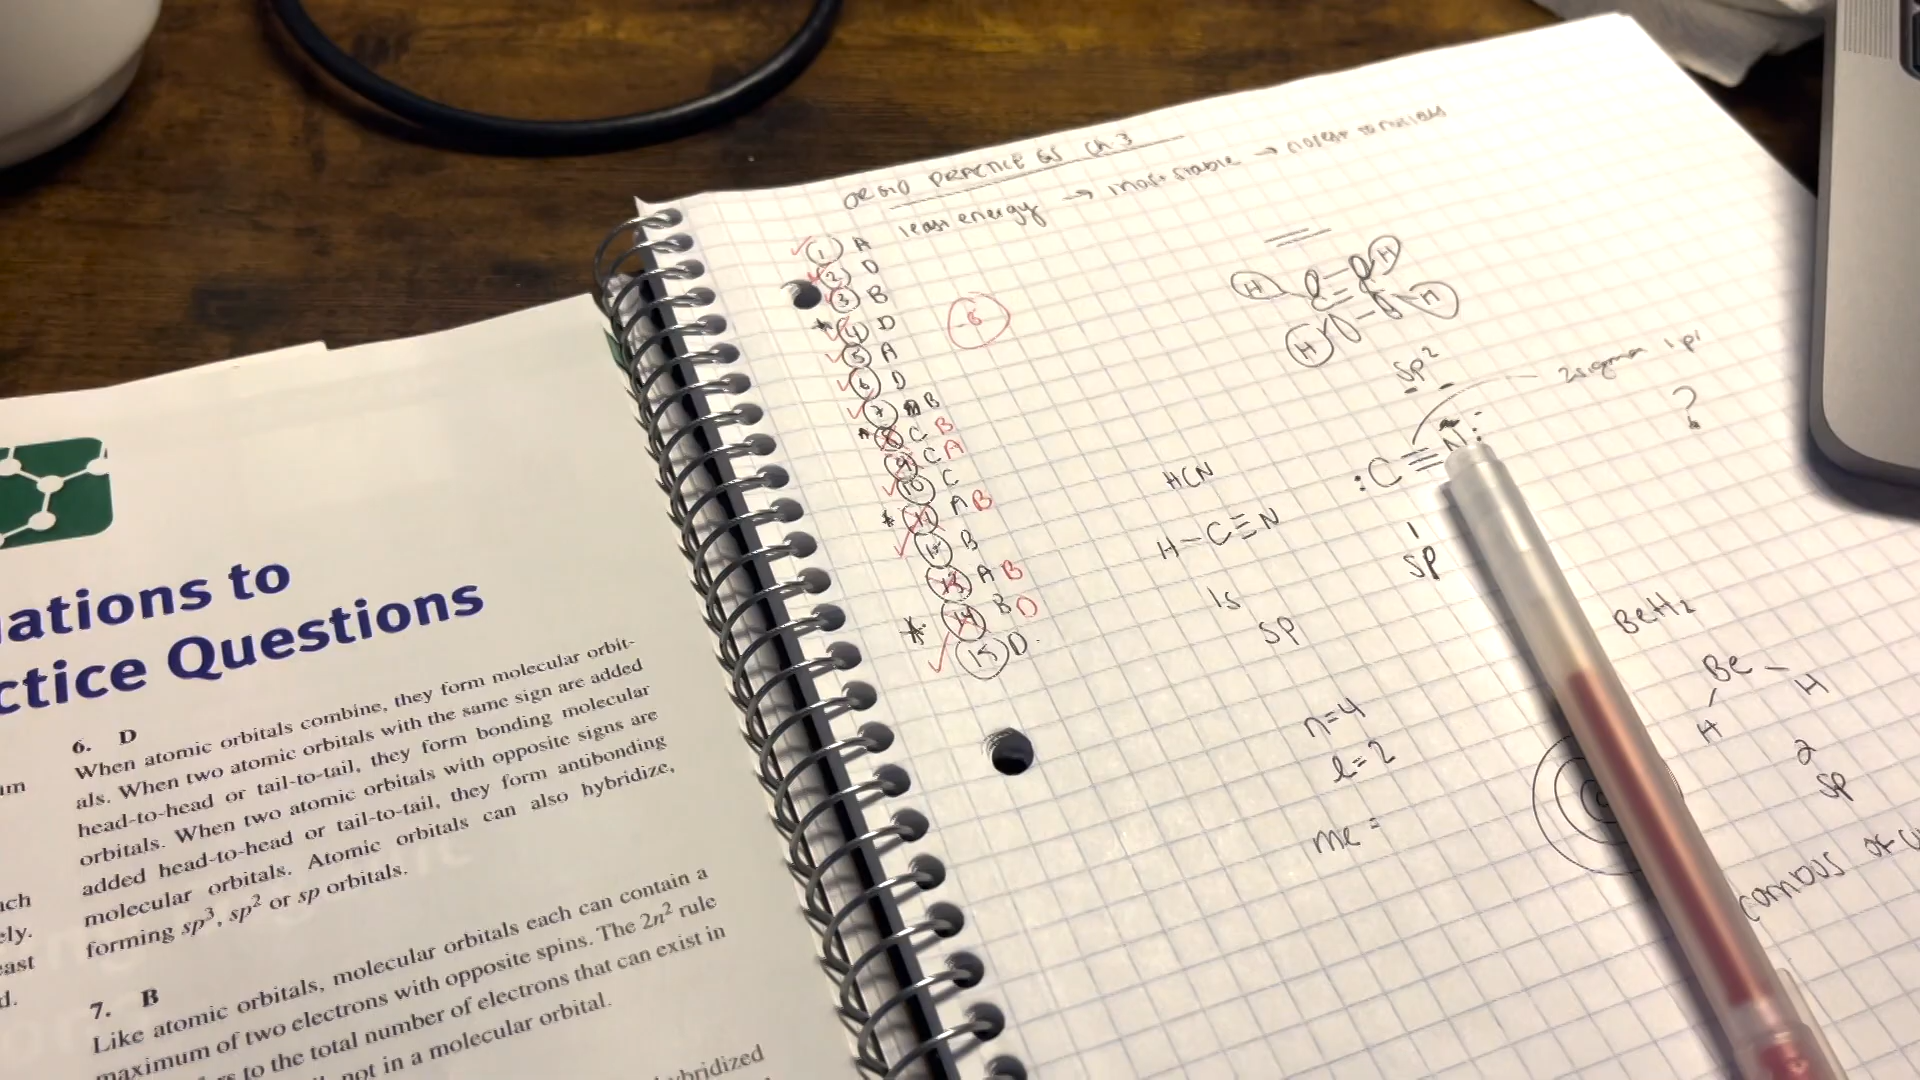 ations to
ctice Questions
um
ach
ely.
east
d.
6. D
When atomic orbitals combine, they form molecular orbit-
als. When two atomic orbitals with the same sign are added
head-to-head or tail-to-tail, they form bonding molecular
orbitals. When two atomic orbitals with opposite signs are
added head-to-head or tail-to-tail, they form antibonding
molecular orbitals. Atomic orbitals can also hybridize,
forming sp³, sp² or sp orbitals.
7. B
Like atomic orbitals, molecular orbitals each can contain a
maximum of two electrons with opposite spins. The 2n² rule
to the total number of electrons that can exist in
not in a molecular orbital.
hybridized
ORGO PRACTICE QS Ch.3
least energy → most stable → closest to nucleus
1 A
2 D
3 B
4 D
5 A
6 D
7 B
8 C B
9 C A
10 C
11 A B
12 B
13 A B
14 B D
15 D.
-6
H H
H H
sp²
2 sigma 1 pi
?
:C≡N:
sp
HCN
H-C≡N
1s
sp
n=4
l=2
ml =
BeH₂
Be
H H
2
sp